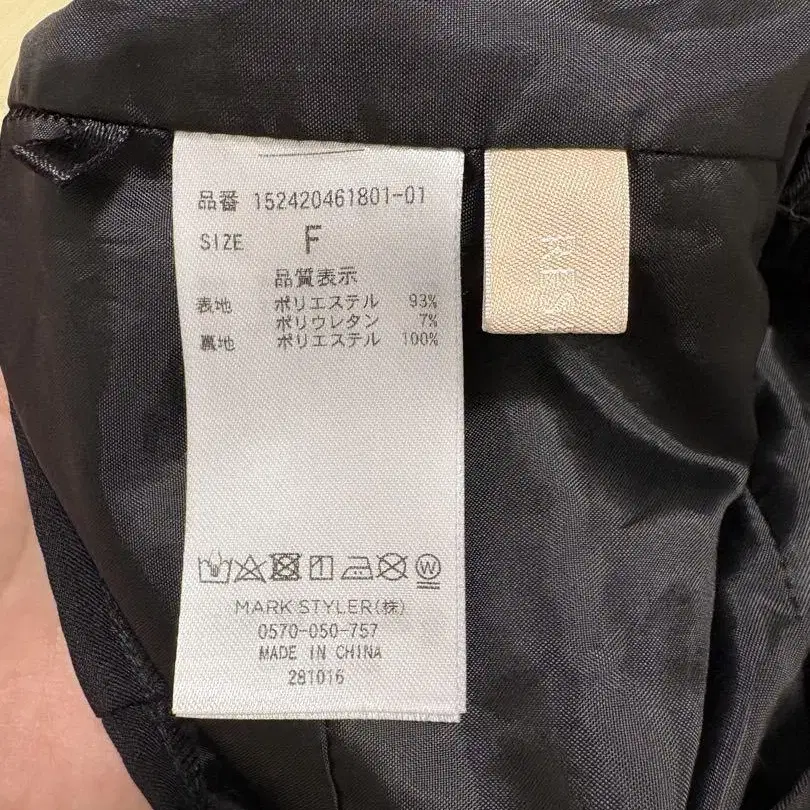 品番 152420461801-01
SIZE F
品質表示
表地 ポリエステル 93%
ポリウレタン 7%
裏地 ポリエステル 100%
W
MARK STYLER(株)
0570-050-757
MADE IN CHINA
281016